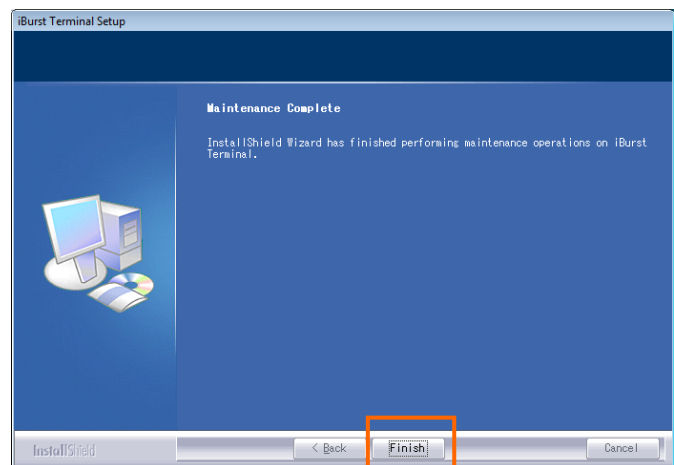 iBurst Terminal Setup
Maintenance Complete
InstallShield Wizard has finished performing maintenance operations on iBurst
Terminal.
InstallShield
< Back
Finish
Cancel